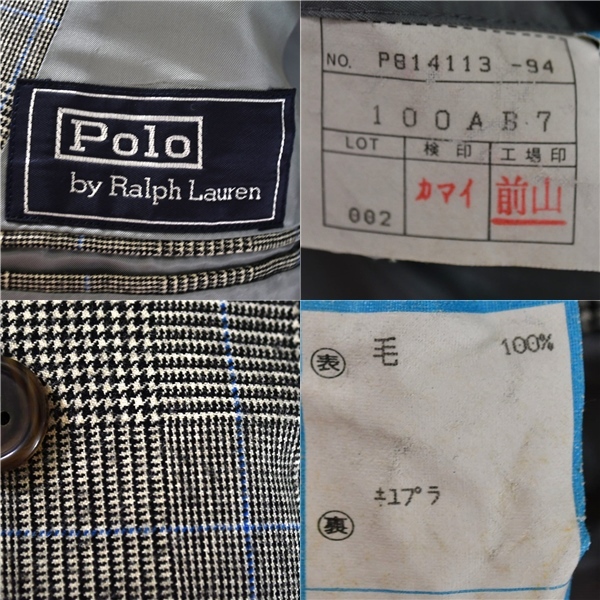 Polo
by Ralph Lauren
NO. P814113 -94
100AB7
LOT 検印 工場印
002 カマイ 前山
表 毛 100%
裏 ｷｭプラ